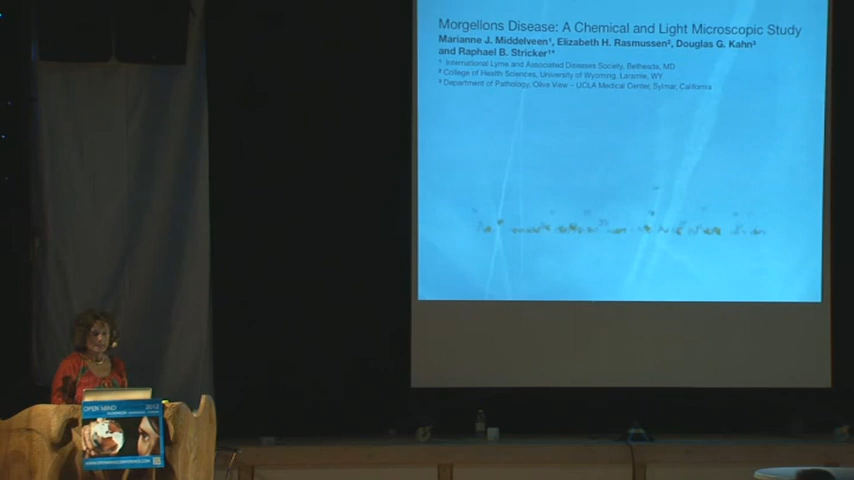 Morgellons Disease: A Chemical and Light Microscopic Study
Marianne J. Middelveen¹, Elizabeth H. Rasmussen², Douglas G. Kahn³
and Raphael B. Stricker¹*
¹ International Lyme and Associated Diseases Society, Bethesda, MD
² College of Health Sciences, University of Wyoming, Laramie, WY
³ Department of Pathology, Olive View – UCLA Medical Center, Sylmar, California
OPEN MIND 2012